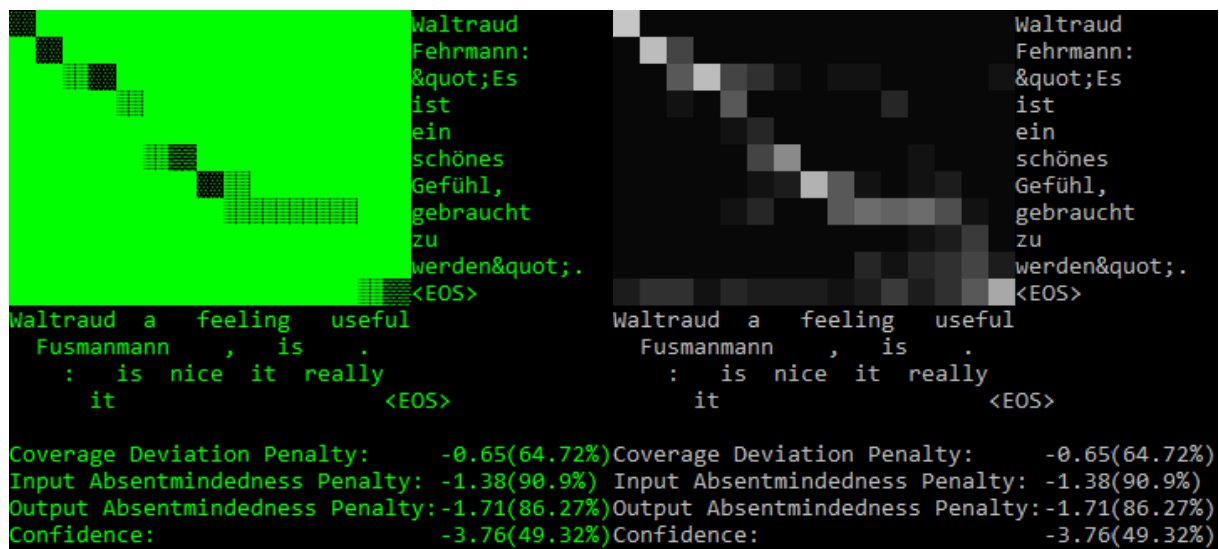 Waltraud Waltraud
Fehrmann: Fehrmann:
&quot;Es &quot;Es
ist ist
ein ein
schönes schönes
Gefühl, Gefühl,
gebraucht gebraucht
zu zu
werden&quot;. werden&quot;.
<EOS> <EOS>
Waltraud a feeling useful Waltraud a feeling useful
Fusmanmann , is . Fusmanmann , is .
: is nice it really : is nice it really
it <EOS> it <EOS>
Coverage Deviation Penalty: -0.65(64.72%) Coverage Deviation Penalty: -0.65(64.72%)
Input Absentmindedness Penalty: -1.38(90.9%) Input Absentmindedness Penalty: -1.38(90.9%)
Output Absentmindedness Penalty:-1.71(86.27%) Output Absentmindedness Penalty:-1.71(86.27%)
Confidence: -3.76(49.32%) Confidence: -3.76(49.32%)